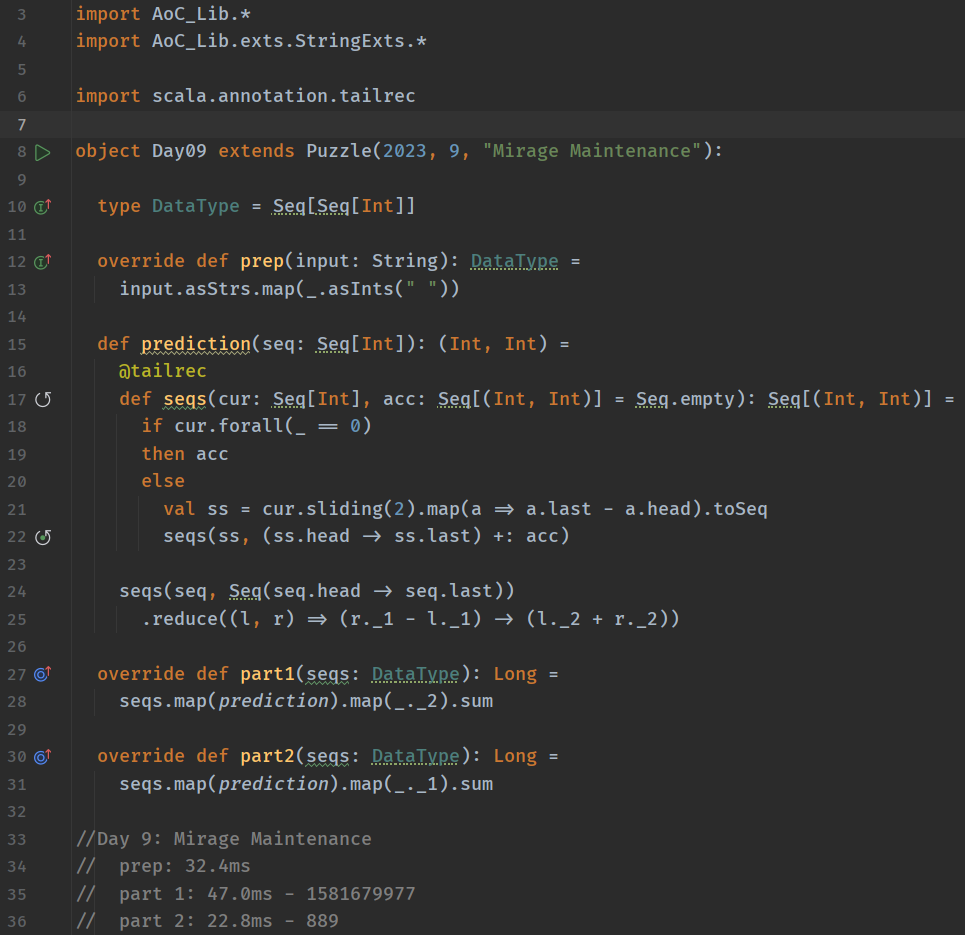 3 import AoC_Lib.*
4 import AoC_Lib.exts.StringExts.*
5
6 import scala.annotation.tailrec
7
8 object Day09 extends Puzzle(2023, 9, "Mirage Maintenance"):
9
10 type DataType = Seq[Seq[Int]]
11
12 override def prep(input: String): DataType =
13 input.asStrs.map(_.asInts(" "))
14
15 def prediction(seq: Seq[Int]): (Int, Int) =
16 @tailrec
17 def seqs(cur: Seq[Int], acc: Seq[(Int, Int)] = Seq.empty): Seq[(Int, Int)] =
18 if cur.forall(_ == 0)
19 then acc
20 else
21 val ss = cur.sliding(2).map(a => a.last - a.head).toSeq
22 seqs(ss, (ss.head -> ss.last) +: acc)
23
24 seqs(seq, Seq(seq.head -> seq.last))
25 .reduce((l, r) => (r._1 - l._1) -> (l._2 + r._2))
26
27 override def part1(seqs: DataType): Long =
28 seqs.map(prediction).map(_._2).sum
29
30 override def part2(seqs: DataType): Long =
31 seqs.map(prediction).map(_._1).sum
32
33 //Day 9: Mirage Maintenance
34 //  prep: 32.4ms
35 //  part 1: 47.0ms - 1581679977
36 //  part 2: 22.8ms - 889